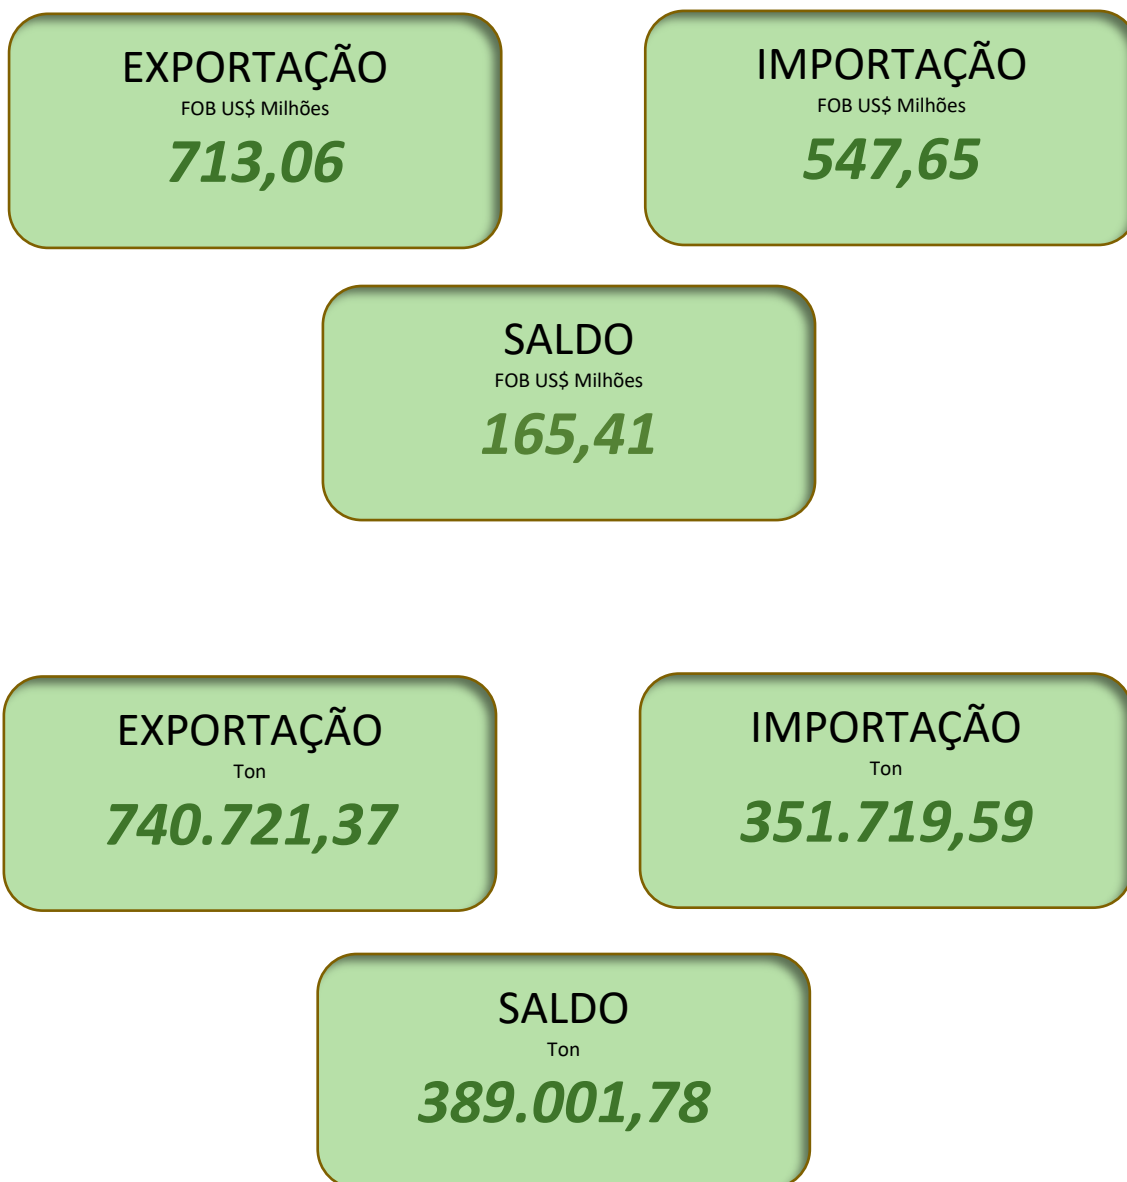 EXPORTAÇÃO
FOB US$ Milhões
713,06
IMPORTAÇÃO
FOB US$ Milhões
547,65
SALDO
FOB US$ Milhões
165,41
EXPORTAÇÃO
Ton
740.721,37
IMPORTAÇÃO
Ton
351.719,59
SALDO
Ton
389.001,78